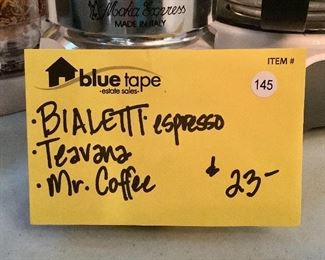 Moka Express
MADE IN ITALY
blue tape
-estate sales-
ITEM #
145
• BIALETTI espresso
• Teavana
• Mr. Coffee
$23-